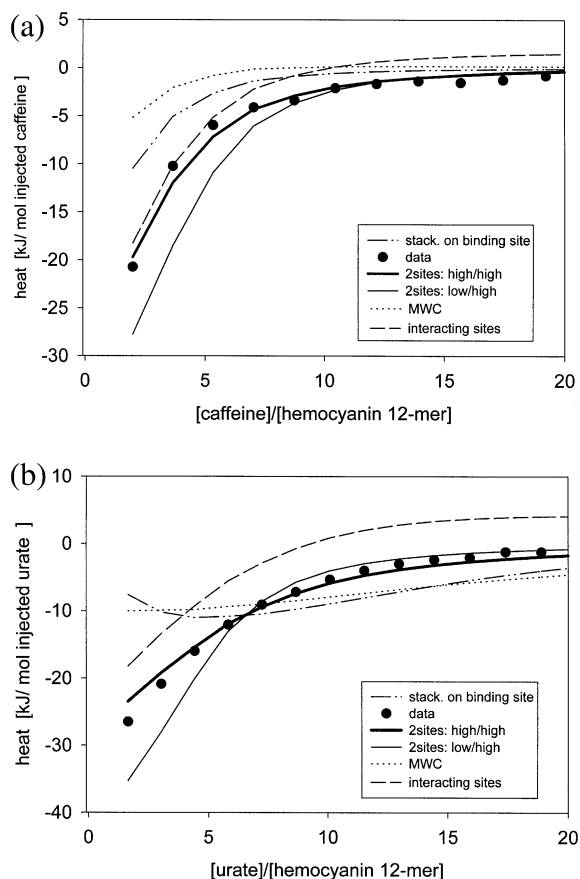 (a)
5
0
-5
-10
-15
-20
-25
-30
heat [kJ/ mol injected caffeine]
stack. on binding site
data
2sites: high/high
2sites: low/high
MWC
interacting sites
0
5
10
15
20
[caffeine]/[hemocyanin 12-mer]
(b)
10
0
-10
-20
-30
-40
heat [kJ/ mol injected urate ]
stack. on binding site
data
2sites: high/high
2sites: low/high
MWC
interacting sites
0
5
10
15
20
[urate]/[hemocyanin 12-mer]